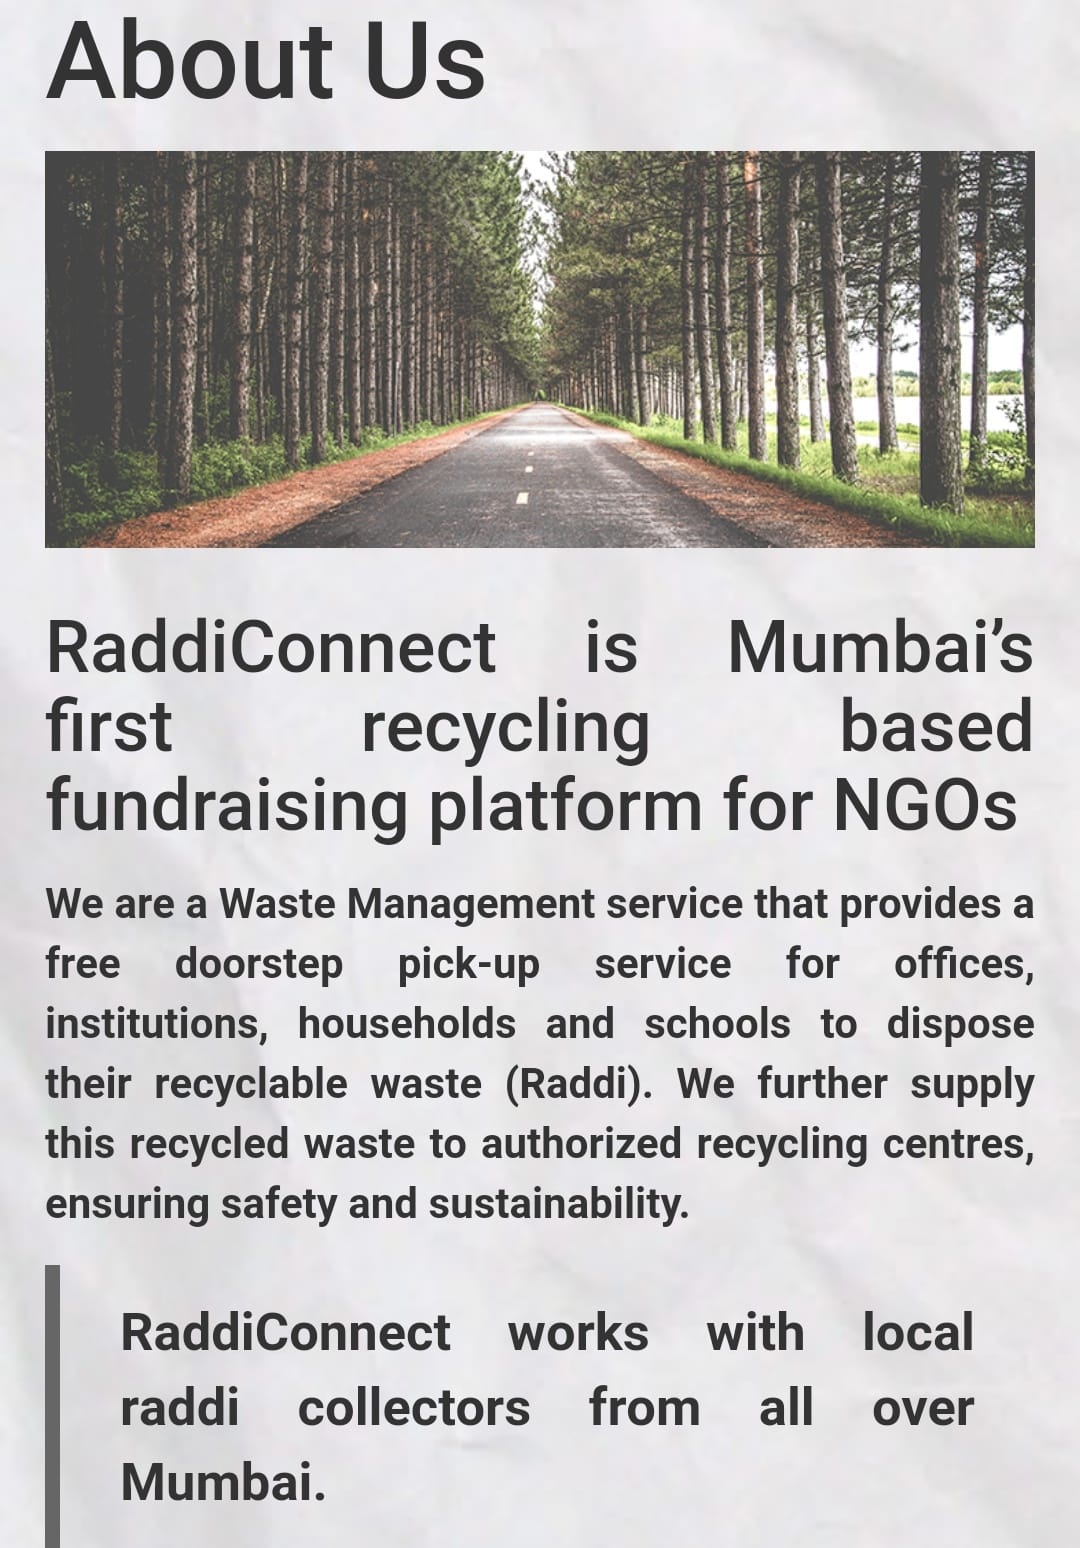 About Us
RaddiConnect is Mumbai’s
first recycling based
fundraising platform for NGOs
We are a Waste Management service that provides a
free doorstep pick-up service for offices,
institutions, households and schools to dispose
their recyclable waste (Raddi). We further supply
this recycled waste to authorized recycling centres,
ensuring safety and sustainability.
RaddiConnect works with local
raddi collectors from all over
Mumbai.